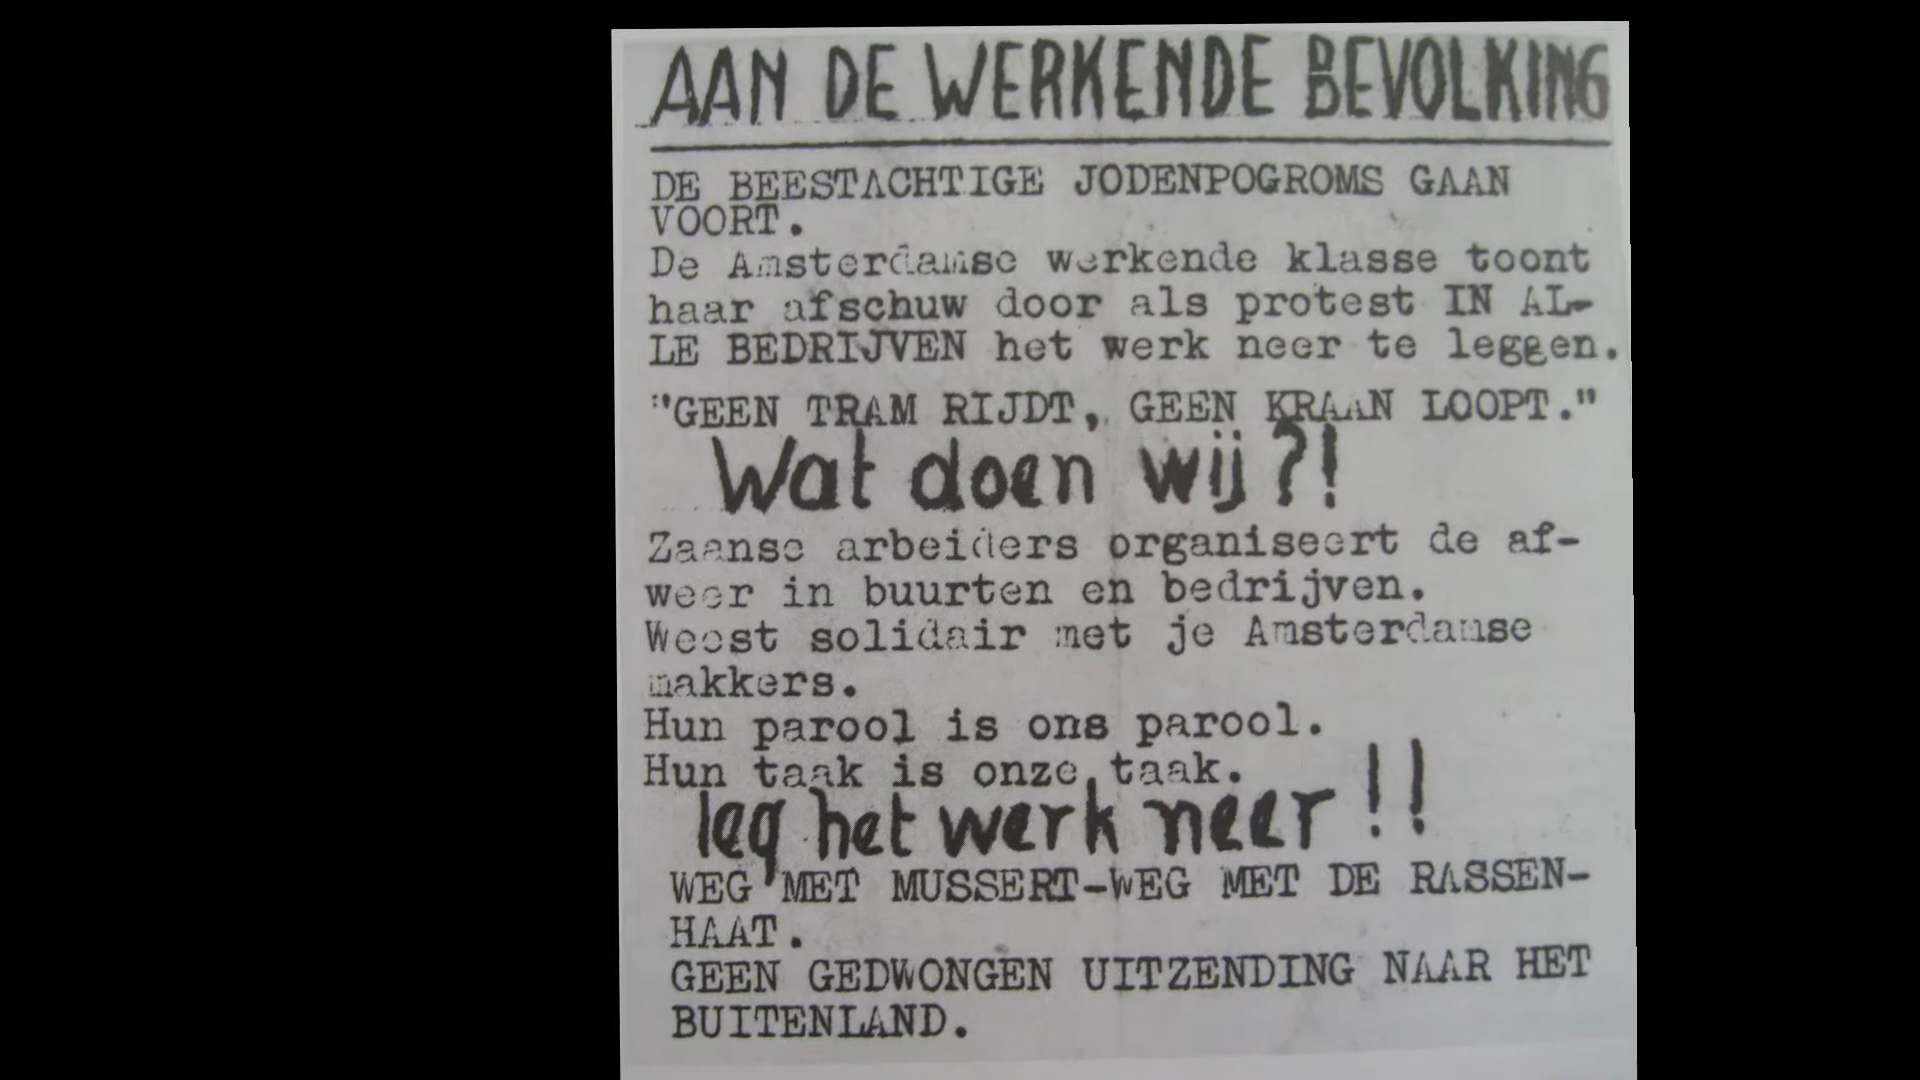 AAN DE WERKENDE BEVOLKING
DE BEESTACHTIGE JODENPOGROMS GAAN
VOORT.
De Amsterdamse werkende klasse toont
haar afschuw door als protest IN AL-
LE BEDRIJVEN het werk neer te leggen.
"GEEN TRAM RIJDT, GEEN KRAAN LOOPT."
Wat doen wij?!
Zaanse arbeiders organiseert de af-
weer in buurten en bedrijven.
Weest solidair met je Amsterdamse
makkers.
Hun parool is ons parool.
Hun taak is onze taak.
leg het werk neer!!
WEG MET MUSSERT-WEG MET DE RASSEN-
HAAT.
GEEN GEDWONGEN UITZENDING NAAR HET
BUITENLAND.